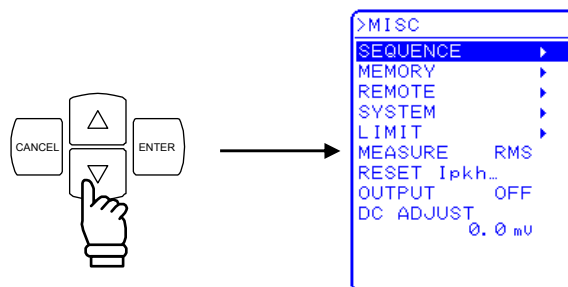 CANCEL
ENTER
>MISC
SEQUENCE
MEMORY
REMOTE
SYSTEM
LIMIT
MEASURE RMS
RESET Ipkh…
OUTPUT OFF
DC ADJUST
0.0 mV